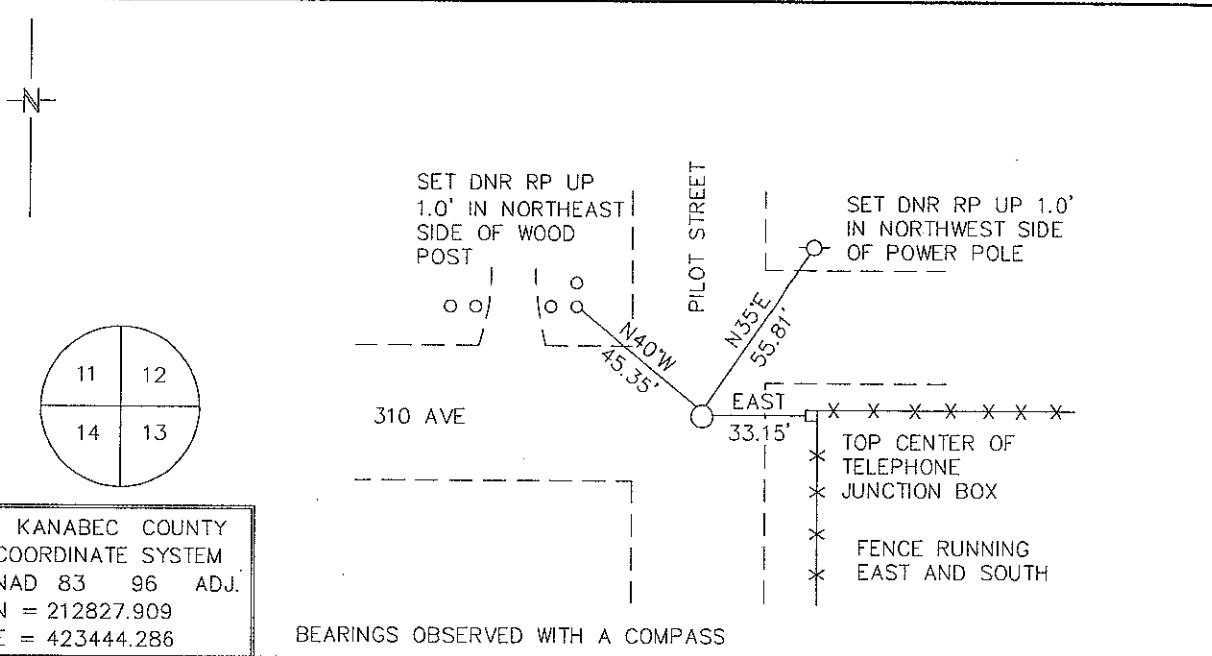 N
SET DNR RP UP
1.0' IN NORTHEAST
SIDE OF WOOD
POST
PILOT STREET
SET DNR RP UP 1.0'
IN NORTHWEST SIDE
OF POWER POLE
N40°W
45.35'
N35°E
55.81'
11 12
14 13
310 AVE
EAST
33.15'
X X X X X X X
TOP CENTER OF
TELEPHONE
JUNCTION BOX
FENCE RUNNING
EAST AND SOUTH
KANABEC COUNTY
COORDINATE SYSTEM
NAD 83 96 ADJ.
N = 212827.909
E = 423444.286
BEARINGS OBSERVED WITH A COMPASS